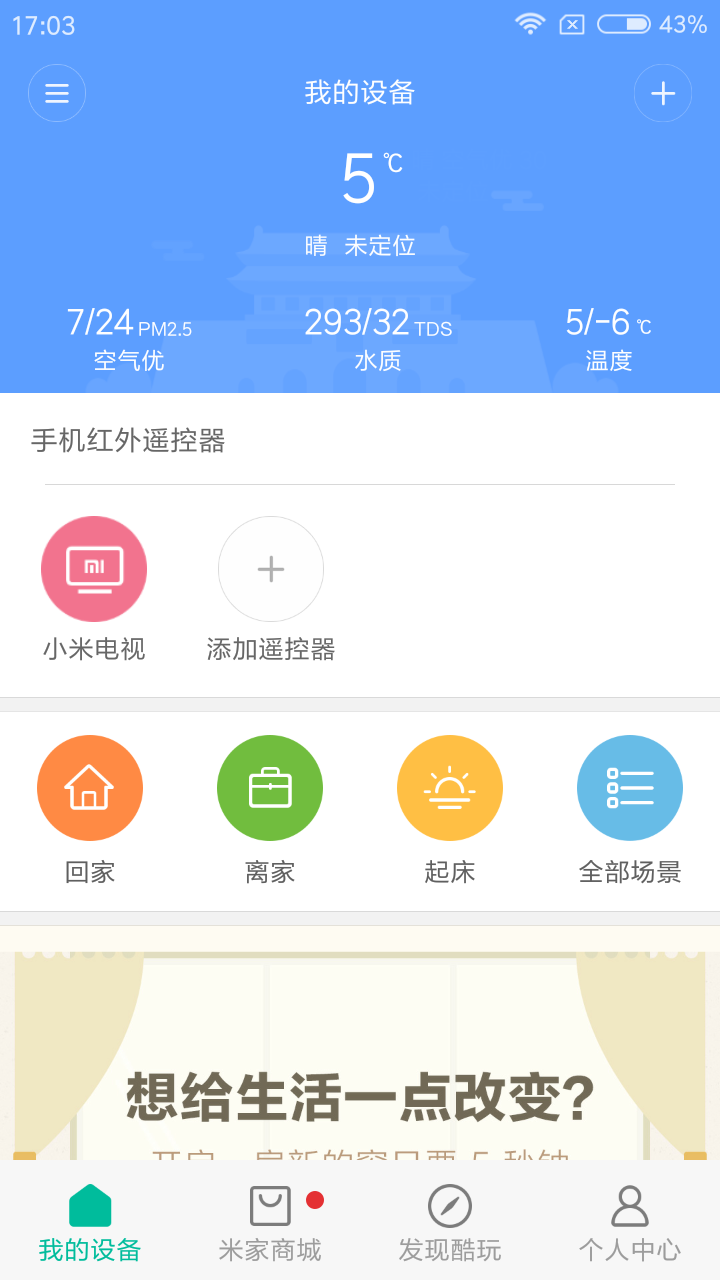 17:03 43%
我的设备
5℃
晴 未定位
7/24 PM2.5 293/32 TDS 5/-6 ℃
空气优 水质 温度
手机红外遥控器
小米电视 添加遥控器
回家 离家 起床 全部场景
想给生活一点改变?
我的设备 米家商城 发现酷玩 个人中心